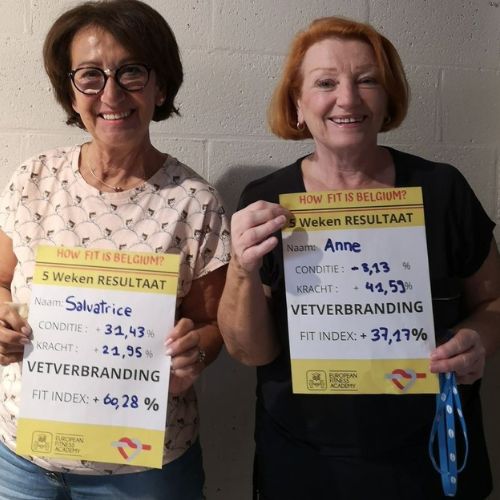 HOW FIT IS BELGIUM?
5 Weken RESULTAAT
Naam: Salvatrice
CONDITIE : + 31,43 %
KRACHT : + 21,95 %
VETVERBRANDING
FIT INDEX: + 60,28 %
EUROPEAN
FITNESS
ACADEMY
HOW FIT IS BELGIUM?
5 Weken RESULTAAT
Naam: Anne
CONDITIE : - 3,13 %
KRACHT : + 41,59 %
VETVERBRANDING
FIT INDEX: + 37,17 %
EUROPEAN
FITNESS
ACADEMY